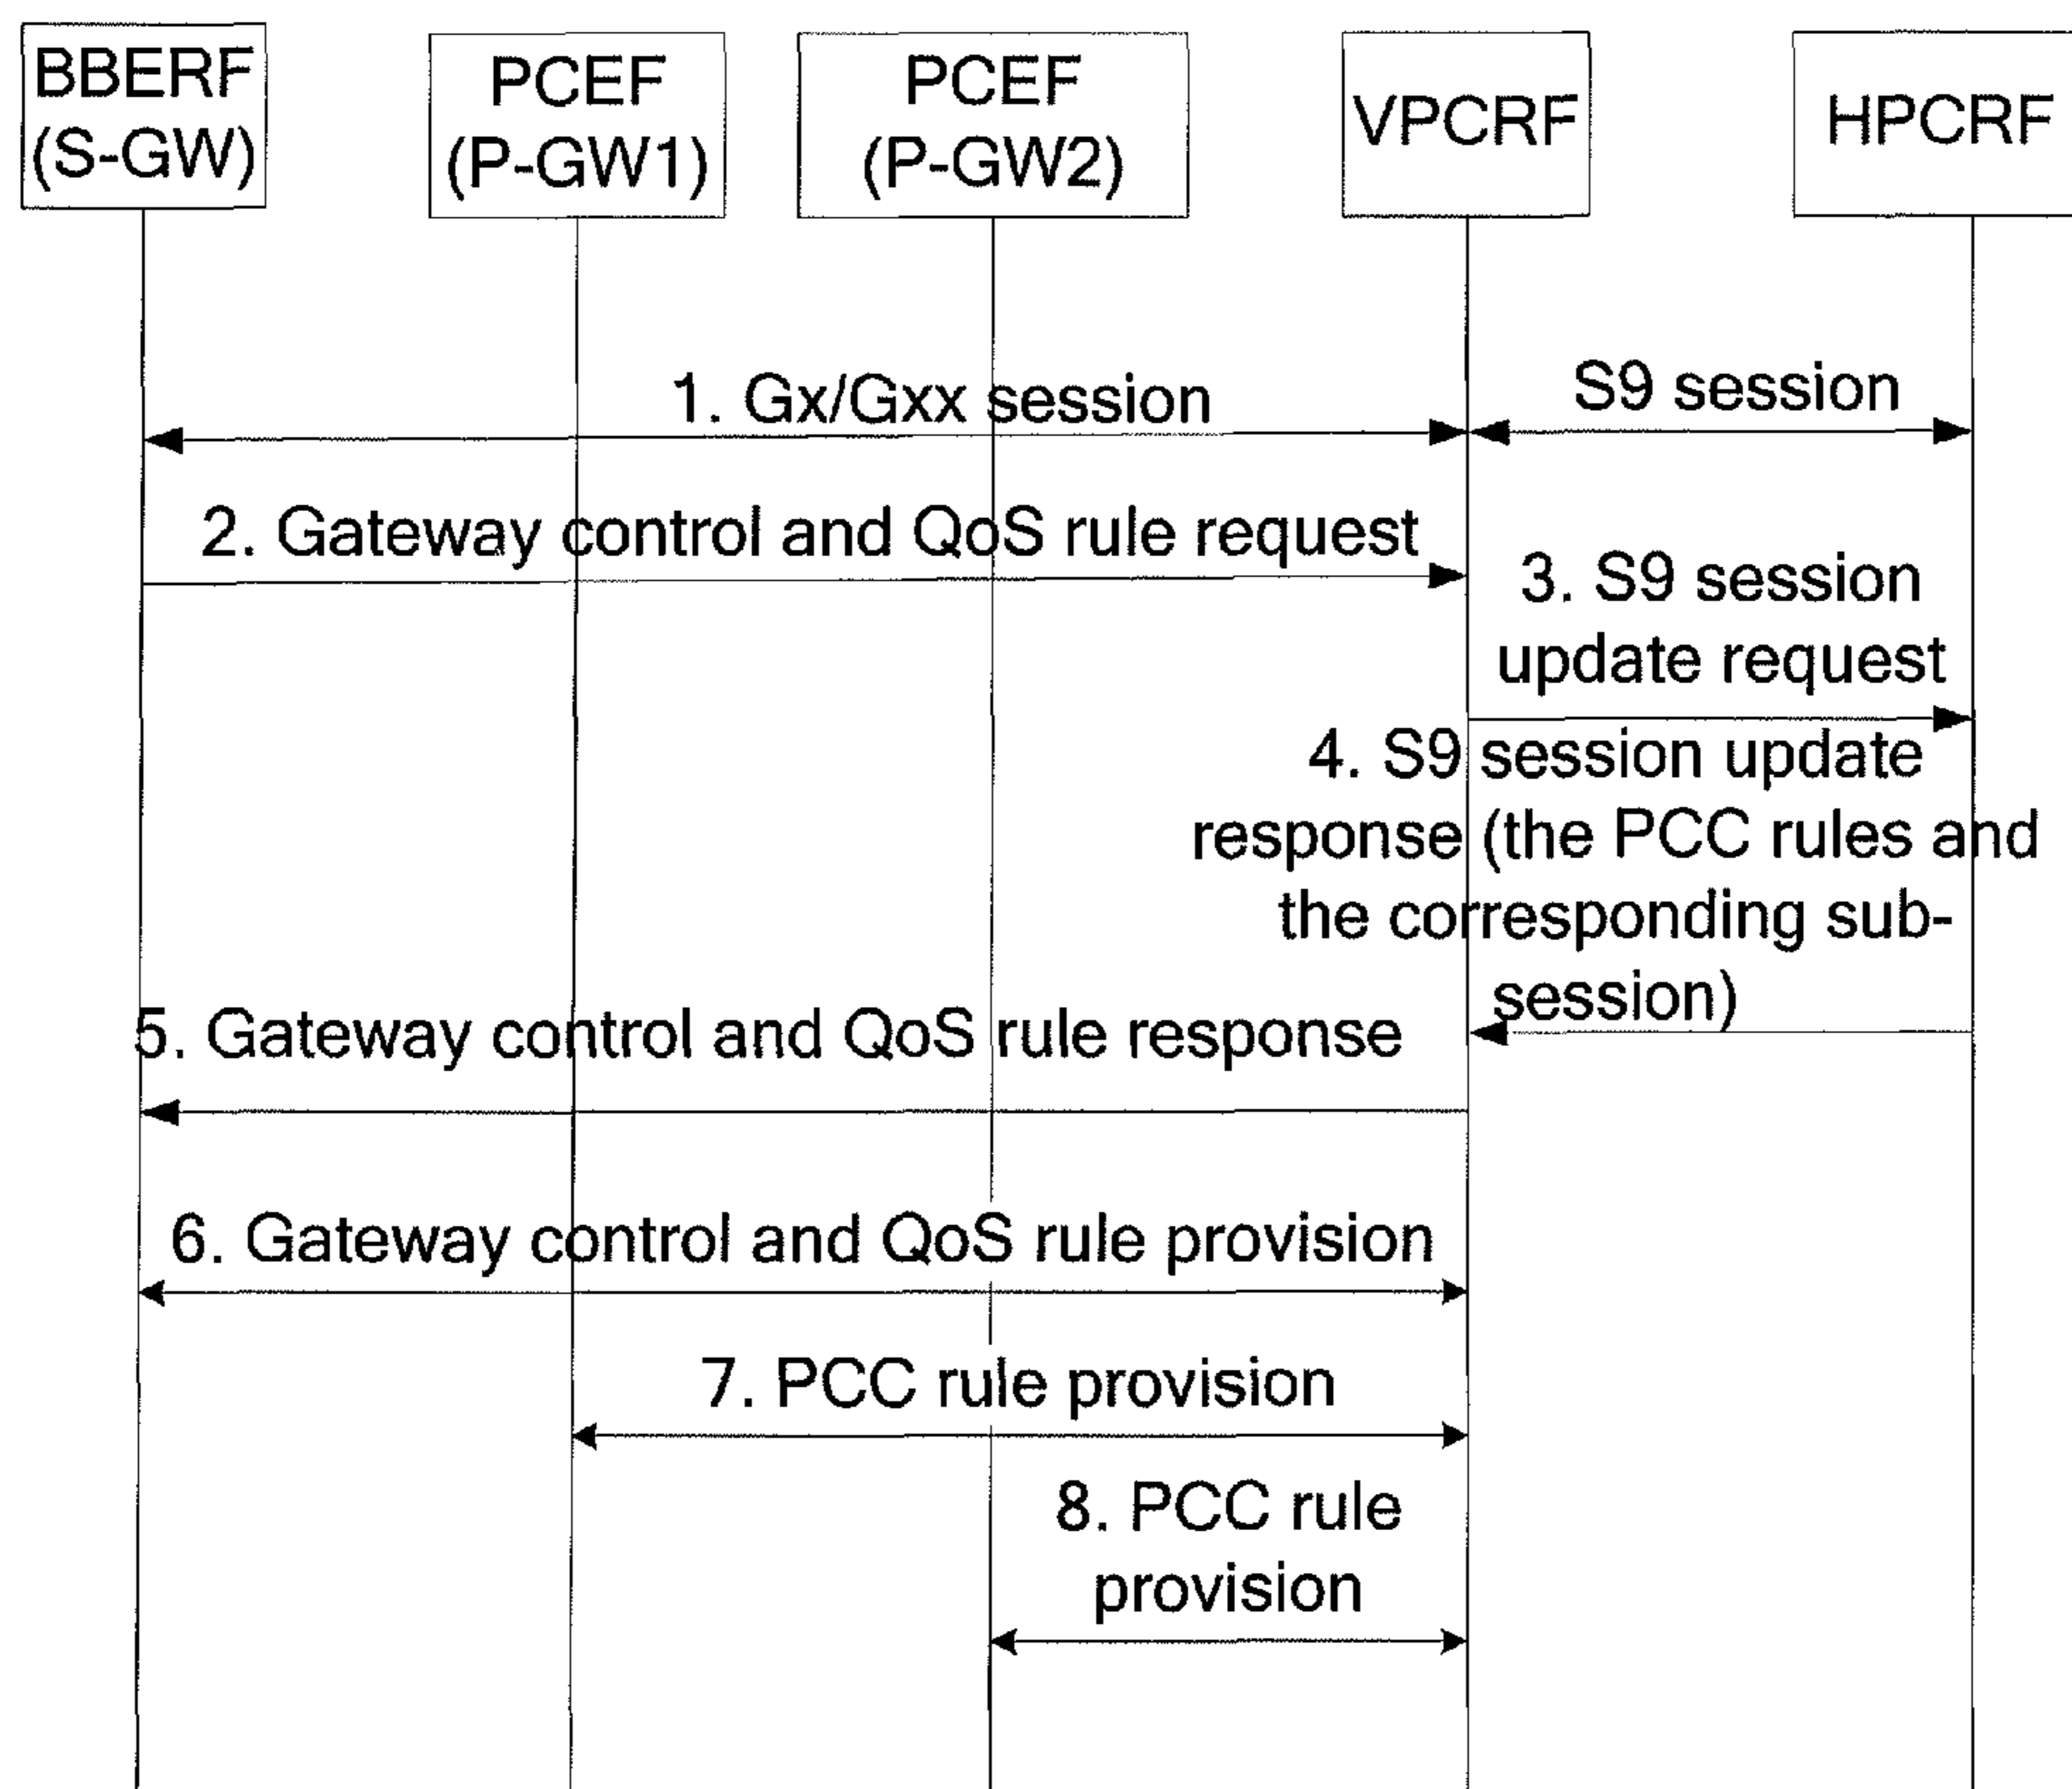 BBERF
(S-GW)
PCEF
(P-GW1)
PCEF
(P-GW2)
VPCRF
HPCRF
1. Gx/Gxx session
S9 session
2. Gateway control and QoS rule request
3. S9 session
update request
4. S9 session update
response (the PCC rules and
the corresponding sub-
session)
5. Gateway control and QoS rule response
6. Gateway control and QoS rule provision
7. PCC rule provision
8. PCC rule
provision